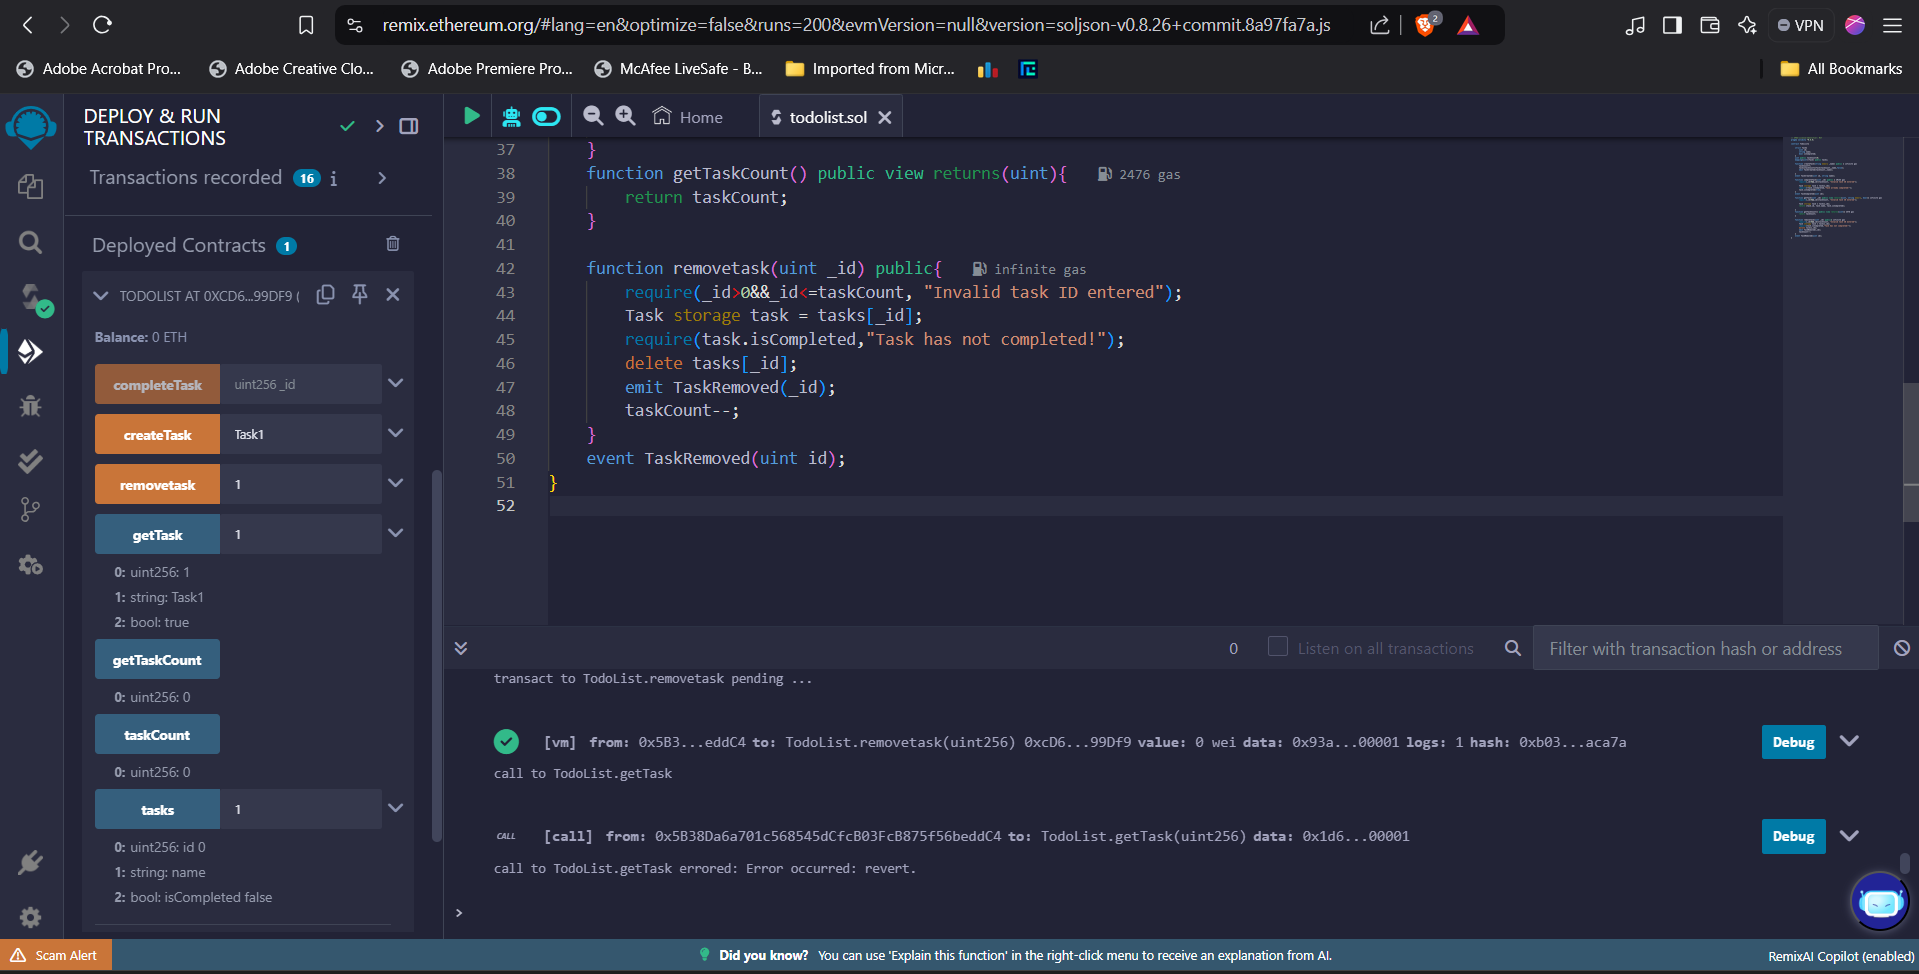 remix.ethereum.org/#lang=en&optimize=false&runs=200&evmVersion=null&version=soljson-v0.8.26+commit.8a97fa7a.js
2
VPN
Adobe Acrobat Pro...
Adobe Creative Clo...
Adobe Premiere Pro...
McAfee LiveSafe - B...
Imported from Micr...
All Bookmarks
DEPLOY & RUN
TRANSACTIONS
Transactions recorded 16 i
Deployed Contracts 1
TODOLIST AT 0XCD6...99DF9 (
Balance: 0 ETH
completeTask uint256 _id
createTask Task1
removetask 1
getTask 1
0: uint256: 1
1: string: Task1
2: bool: true
getTaskCount
0: uint256: 0
taskCount
0: uint256: 0
tasks 1
0: uint256: id 0
1: string: name
2: bool: isCompleted false
Home
todolist.sol
37 }
38 function getTaskCount() public view returns(uint){ 2476 gas
39 return taskCount;
40 }
41
42 function removetask(uint _id) public{ infinite gas
43 require(_id>0&&_id<=taskCount, "Invalid task ID entered");
44 Task storage task = tasks[_id];
45 require(task.isCompleted,"Task has not completed!");
46 delete tasks[_id];
47 emit TaskRemoved(_id);
48 taskCount--;
49 }
50 event TaskRemoved(uint id);
51 }
52
0 Listen on all transactions Filter with transaction hash or address
transact to TodoList.removetask pending ...
[vm] from: 0x5B3...eddC4 to: TodoList.removetask(uint256) 0xcD6...99Df9 value: 0 wei data: 0x93a...00001 logs: 1 hash: 0xb03...aca7a
Debug
call to TodoList.getTask
CALL [call] from: 0x5B38Da6a701c568545dCfcB03FcB875f56beddC4 to: TodoList.getTask(uint256) data: 0x1d6...00001
Debug
call to TodoList.getTask errored: Error occurred: revert.
>
Scam Alert
Did you know? You can use 'Explain this function' in the right-click menu to receive an explanation from AI.
RemixAI Copilot (enabled)